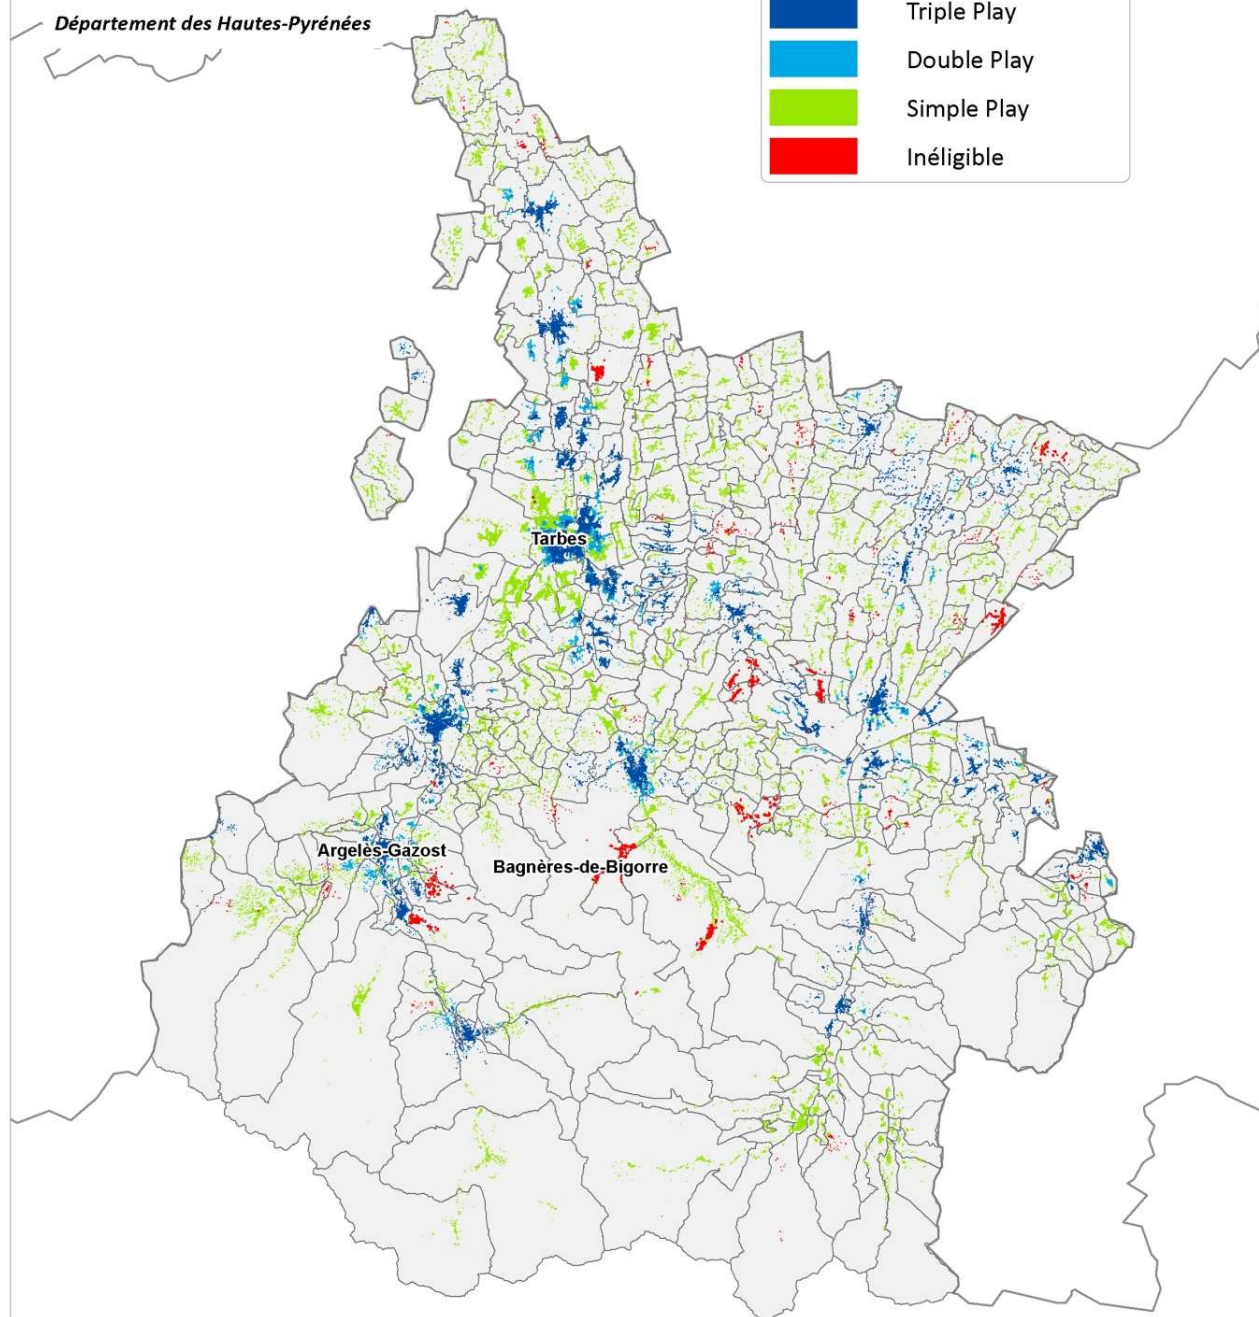 Département des Hautes-Pyrénées
Triple Play
Double Play
Simple Play
Inéligible
Tarbes
Argelès-Gazost
Bagnères-de-Bigorre